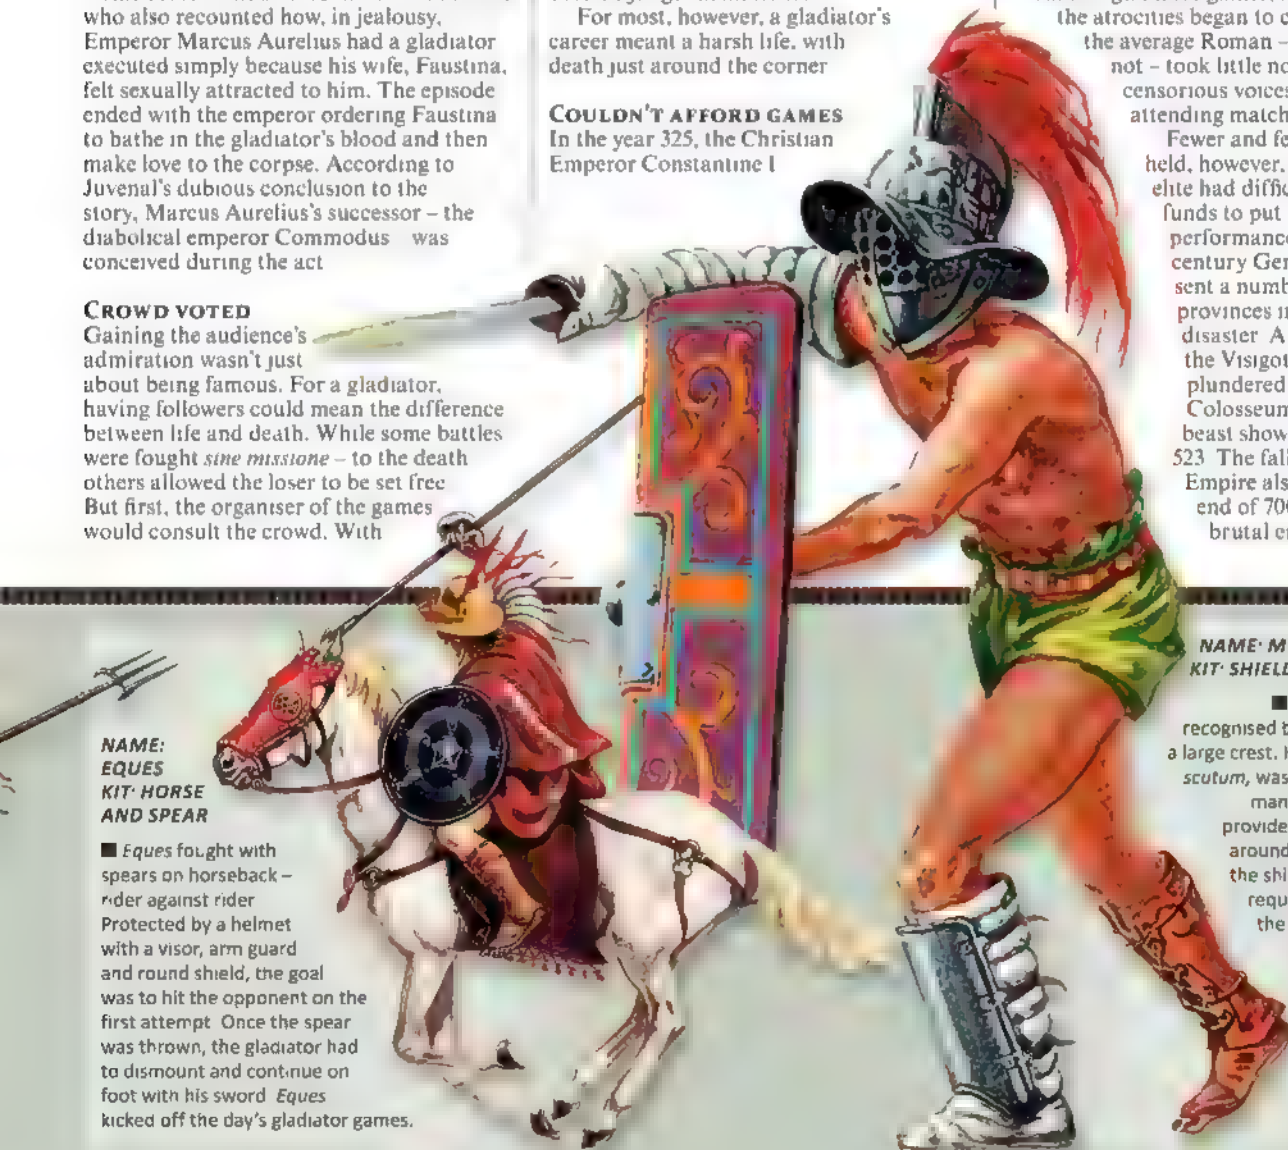 who also recounted how, in jealousy,
Emperor Marcus Aurelius had a gladiator
executed simply because his wife, Faustina,
felt sexually attracted to him. The episode
ended with the emperor ordering Faustina
to bathe in the gladiator's blood and then
make love to the corpse. According to
Juvenal's dubious conclusion to the
story, Marcus Aurelius's successor – the
diabolical emperor Commodus was
conceived during the act
CROWD VOTED
Gaining the audience's
admiration wasn't just
about being famous. For a gladiator,
having followers could mean the difference
between life and death. While some battles
were fought sine missione – to the death
others allowed the loser to be set free
But first, the organiser of the games
would consult the crowd. With
For most, however, a gladiator's
career meant a harsh life. with
death just around the corner
COULDN'T AFFORD GAMES
In the year 325, the Christian
Emperor Constantine I
the atrocities began to
the average Roman –
not – took little
censorious voices
attending match
Fewer and
held, however,
elite had
funds to put
performance
century
sent a
provinces
disaster A
the
plundered
Colosseum
beast show
523 The
Empire
end of
brutal
NAME:
EQUES
KIT: HORSE
AND SPEAR
■ Eques fought with
spears on horseback –
rider against rider
Protected by a helmet
with a visor, arm guard
and round shield, the goal
was to hit the opponent on the
first attempt Once the spear
was thrown, the gladiator had
to dismount and continue on
foot with his sword Eques
kicked off the day's gladiator games.
NAME: M
KIT: SHIELD
■
recognised
a large crest.
scutum, was
man
provide
around
the
the